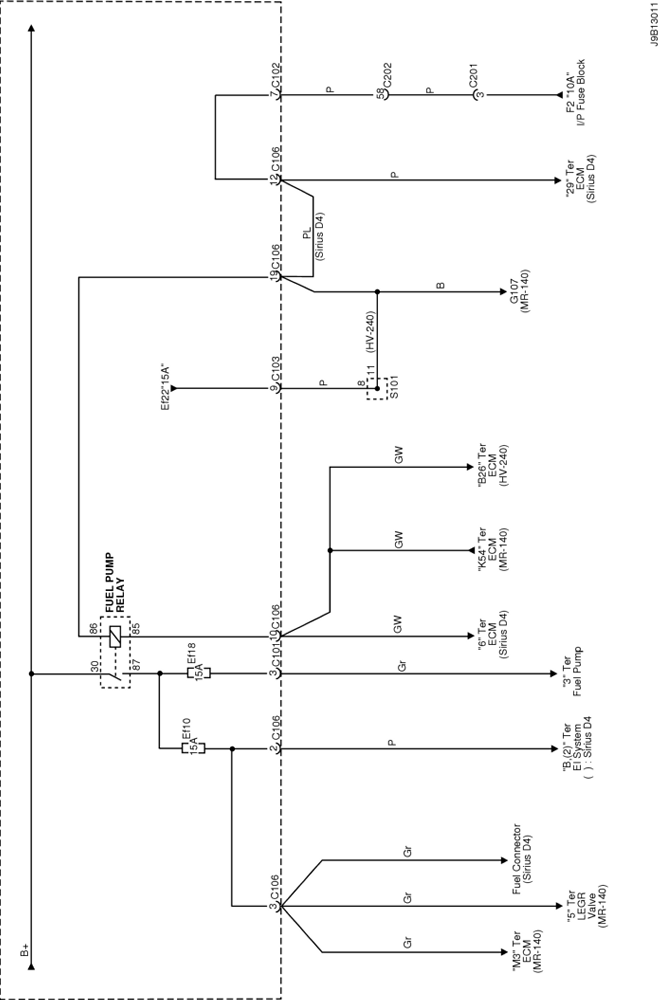 J9B13011
B+
FUEL PUMP
RELAY
86
85
30
87
Ef18
15A
Ef10
15A
Ef22"15A"
7 C102
12 C106
19 C106
9 C103
10 C106
3 C101
2 C106
3 C106
P
58 C202
P
3 C201
F2 "10A"
I/P Fuse Block
P
"29" Ter
ECM
(Sirius D4)
PL
(Sirius D4)
B
G107
(MR-140)
(HV-240)
P
8
11
S101
GW
"B26" Ter
ECM
(HV-240)
GW
"K54" Ter
ECM
(MR-140)
GW
"6" Ter
ECM
(Sirius D4)
Gr
"3" Ter
Fuel Pump
P
"B,(2)" Ter
EI System
( ) : Sirius D4
Gr
Fuel Connector
(Sirius D4)
Gr
"5" Ter
LEGR
Valve
(MR-140)
Gr
"M3" Ter
ECM
(MR-140)